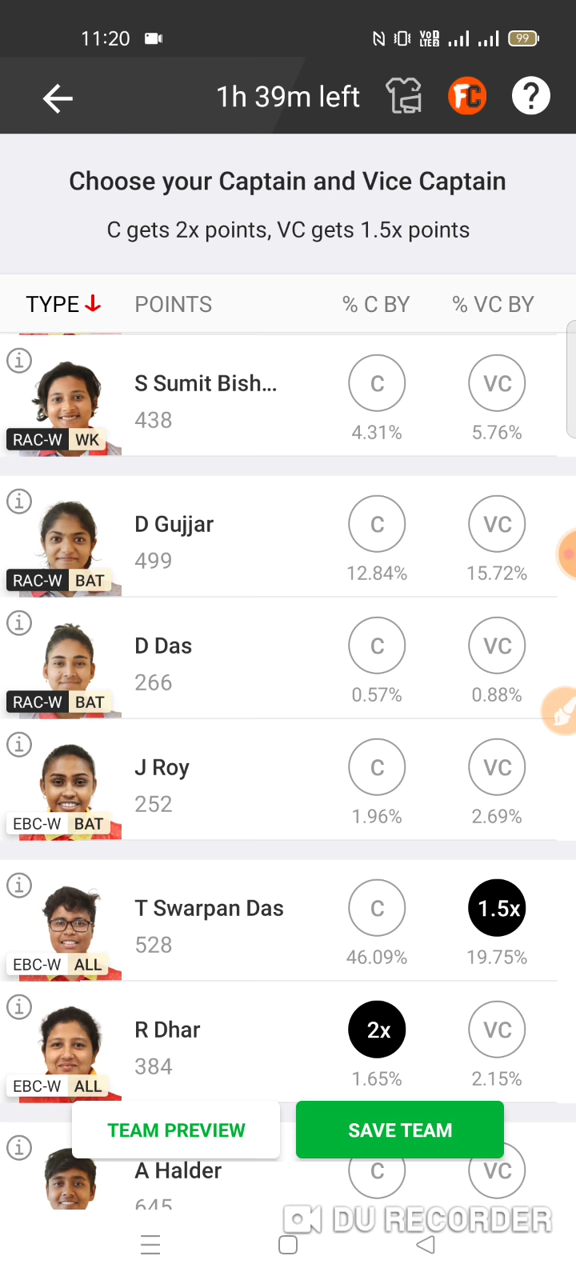 11:20
VoD LTE 99
1h 39m left FC ?
Choose your Captain and Vice Captain
C gets 2x points, VC gets 1.5x points
TYPE POINTS % C BY % VC BY
S Sumit Bish... C VC
438 4.31% 5.76%
RAC-W WK
D Gujjar C VC
499 12.84% 15.72%
RAC-W BAT
D Das C VC
266 0.57% 0.88%
RAC-W BAT
J Roy C VC
252 1.96% 2.69%
EBC-W BAT
T Swarpan Das C 1.5x
528 46.09% 19.75%
EBC-W ALL
R Dhar 2x VC
384 1.65% 2.15%
EBC-W ALL
TEAM PREVIEW SAVE TEAM
A Halder C VC
645
DU RECORDER